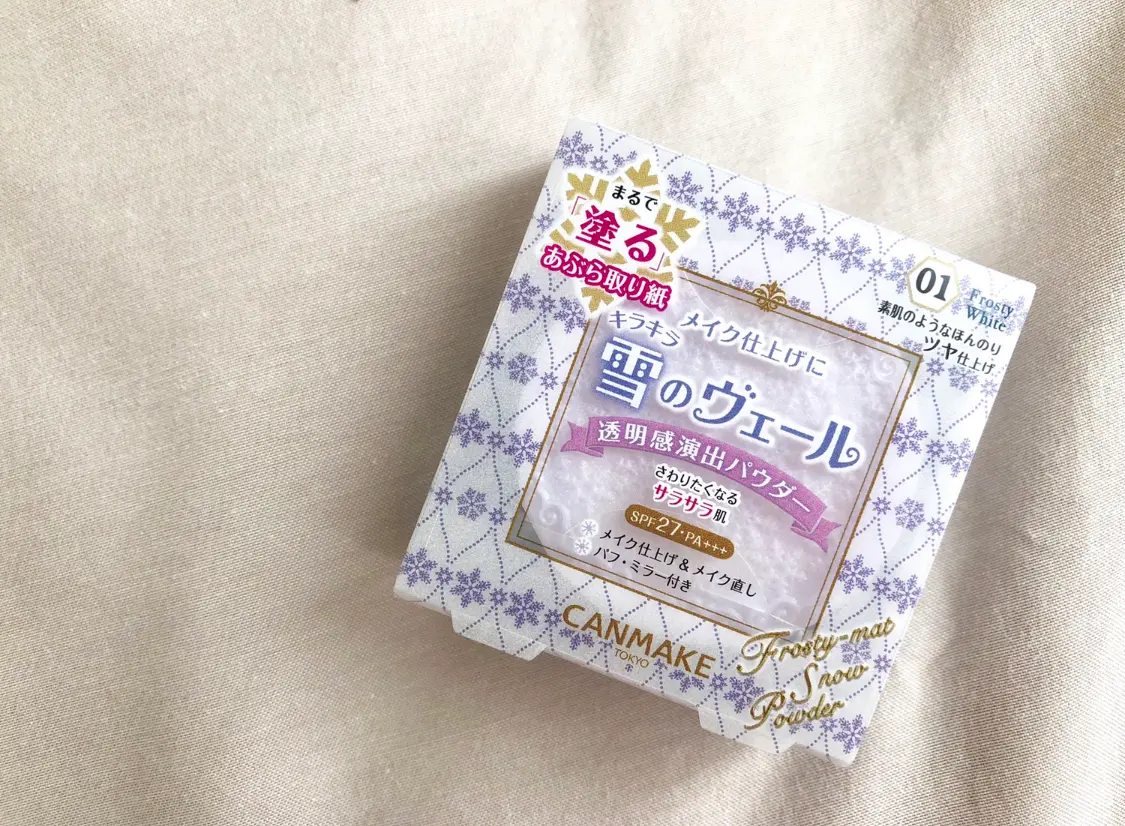 まるで
「塗る」
あぶら取り紙
01
Frosty
White
素肌のようなほんのり
ツヤ仕上げ
キラキラ
メイク仕上げに
雪のヴェール
透明感演出パウダー
さわりたくなる
サラサラ肌
SPF27・PA+++
メイク仕上げ&メイク直し
パフ・ミラー付き
CANMAKE
TOKYO
Frosty-mat
Snow
Powder